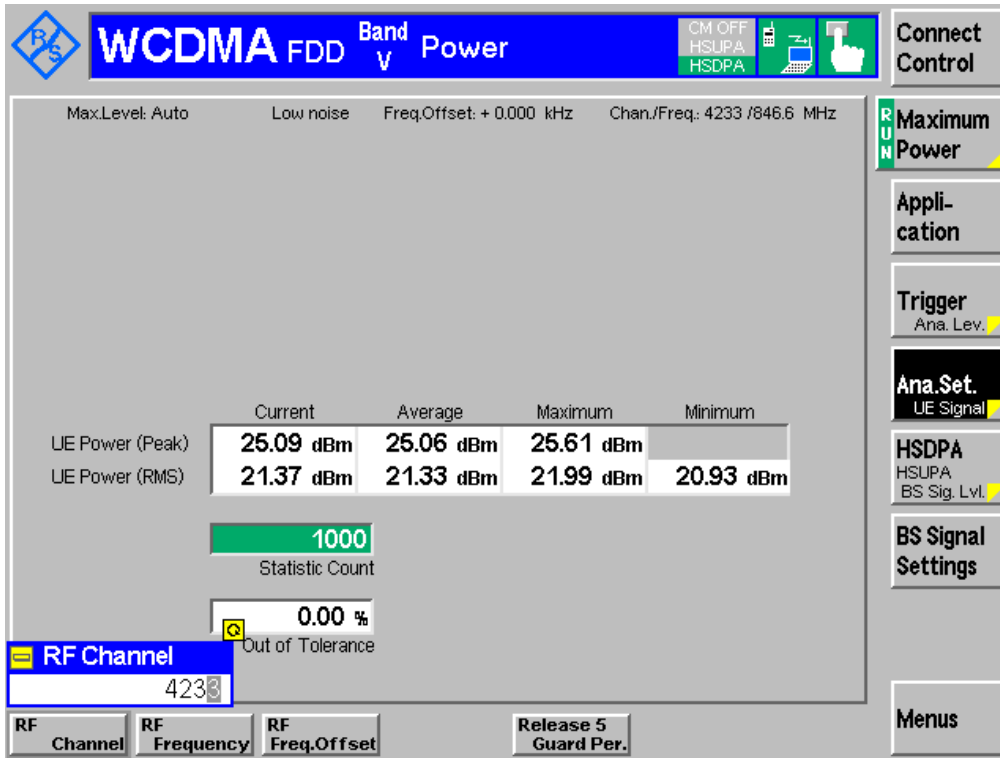 R/S WCDMA FDD Band V Power CM OFF HSUPA HSDPA
Connect Control
Max.Level: Auto Low noise Freq.Offset: + 0.000 kHz Chan./Freq.: 4233 /846.6 MHz
RUN Maximum Power
Appli-
cation
Trigger
Ana. Lev.
Ana.Set.
UE Signal
Current Average Maximum Minimum
UE Power (Peak) 25.09 dBm 25.06 dBm 25.61 dBm
UE Power (RMS) 21.37 dBm 21.33 dBm 21.99 dBm 20.93 dBm
HSDPA
HSUPA
BS Sig. Lvl.
1000
Statistic Count
BS Signal
Settings
0.00 %
Out of Tolerance
RF Channel
4233
RF Channel
RF Frequency
RF Freq.Offset
Release 5 Guard Per.
Menus